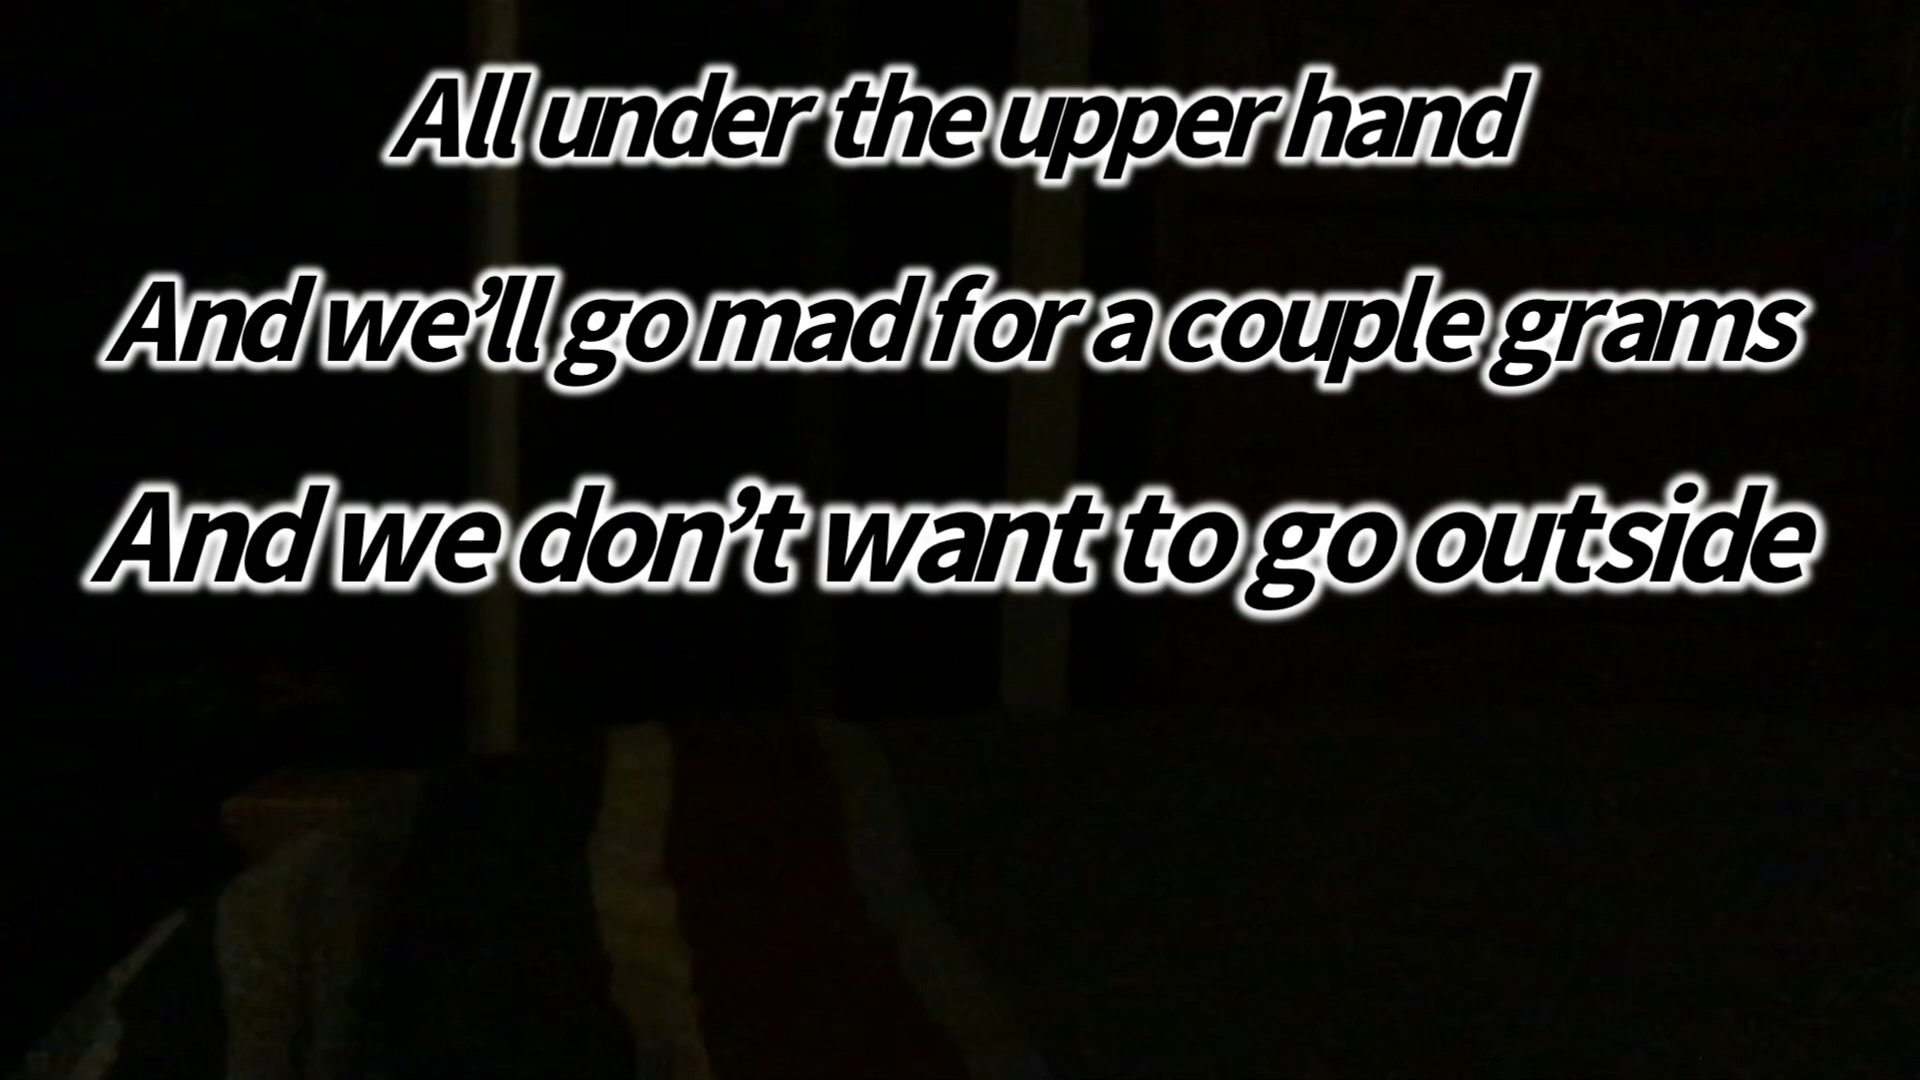 All under the upper hand
And we’ll go mad for a couple grams
And we don’t want to go outside